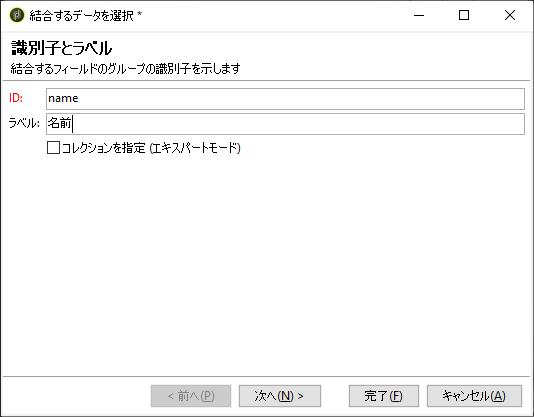 結合するデータを選択 *
識別子とラベル
結合するフィールドのグループの識別子を示します
ID: name
ラベル: 名前
コレクションを指定 (エキスパートモード)
< 前へ(P) 次へ(N) > 完了(F) キャンセル(A)